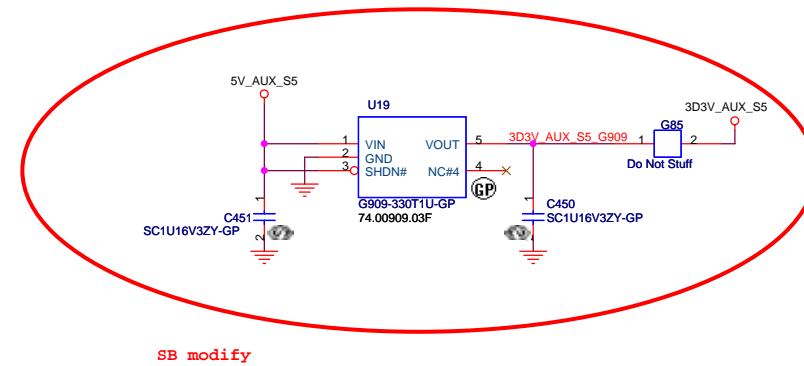 5V_AUX_S5
U19
3D3V_AUX_S5
1 VIN VOUT 5 3D3V_AUX_S5_G909
G85
1 2
2 GND
3 SHDN# NC#4 4
Do Not Stuff
GP
G909-330T1U-GP
74.00909.03F
1
C451
SC1U16V3ZY-GP
2
1
C450
SC1U16V3ZY-GP
2
SB modify